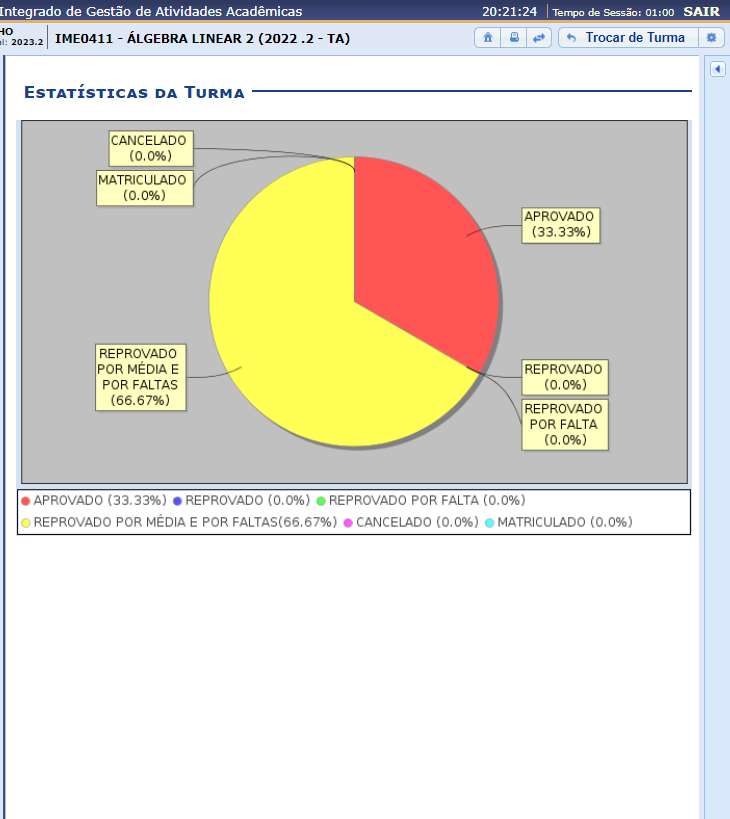 Integrado de Gestão de Atividades Acadêmicas 20:21:24 Tempo de Sessão: 01:00 SAIR
HO
el: 2023.2 IME0411 - ÁLGEBRA LINEAR 2 (2022 .2 - TA) Trocar de Turma
ESTATÍSTICAS DA TURMA
CANCELADO
(0.0%)
MATRICULADO
(0.0%)
APROVADO
(33.33%)
REPROVADO
POR MÉDIA E
POR FALTAS
(66.67%)
REPROVADO
(0.0%)
REPROVADO
POR FALTA
(0.0%)
APROVADO (33.33%) REPROVADO (0.0%) REPROVADO POR FALTA (0.0%)
REPROVADO POR MÉDIA E POR FALTAS(66.67%) CANCELADO (0.0%) MATRICULADO (0.0%)